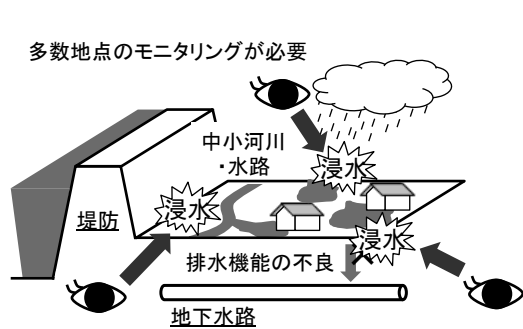 多数地点のモニタリングが必要
中小河川
・水路
浸水
浸水
堤防
浸水
排水機能の不良
地下水路